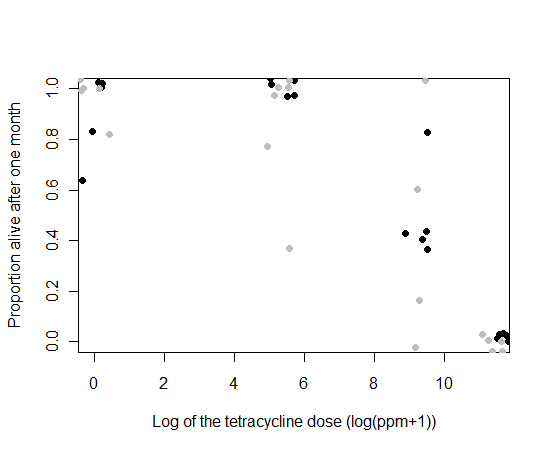 Proportion alive after one month
1.0
0.8
0.6
0.4
0.2
0.0
0 2 4 6 8 10
Log of the tetracycline dose (log(ppm+1))